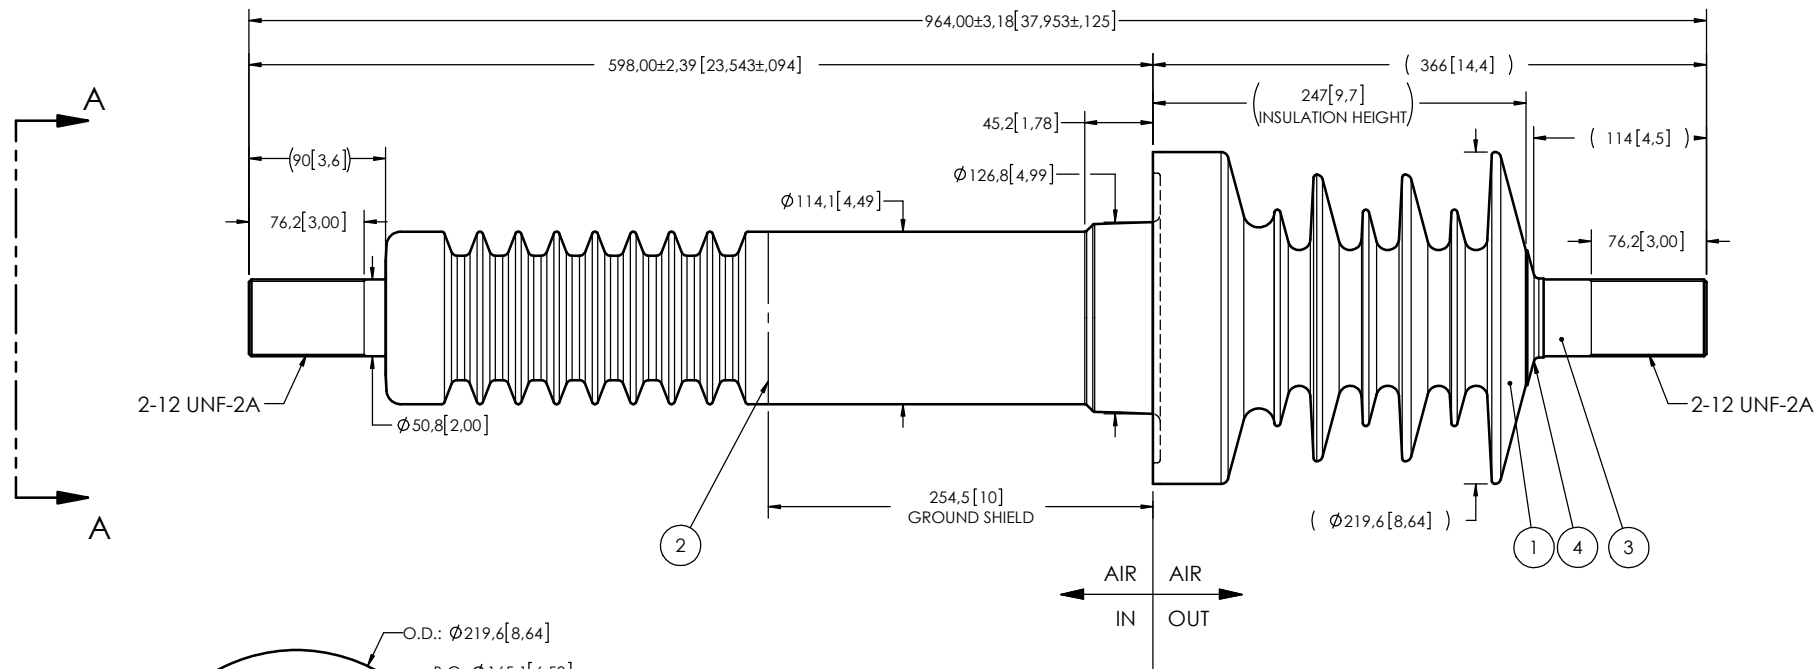 964,00±3,18[37,953±,125]
598,00±2,39 [23,543±,094]
( 366[14,4] )
247[9,7]
(INSULATION HEIGHT)
A
45,2[1,78]
( 114[4,5] )
(90[3,6])
Ø126,8[4,99]
Ø114,1[4,49]
76,2[3,00]
76,2[3,00]
2-12 UNF-2A
Ø50,8[2,00]
2-12 UNF-2A
254,5[10]
GROUND SHIELD
( Ø219,6[8,64] )
A
2
1
4
3
AIR
AIR
IN
OUT
O.D.: Ø219,6[8,64]